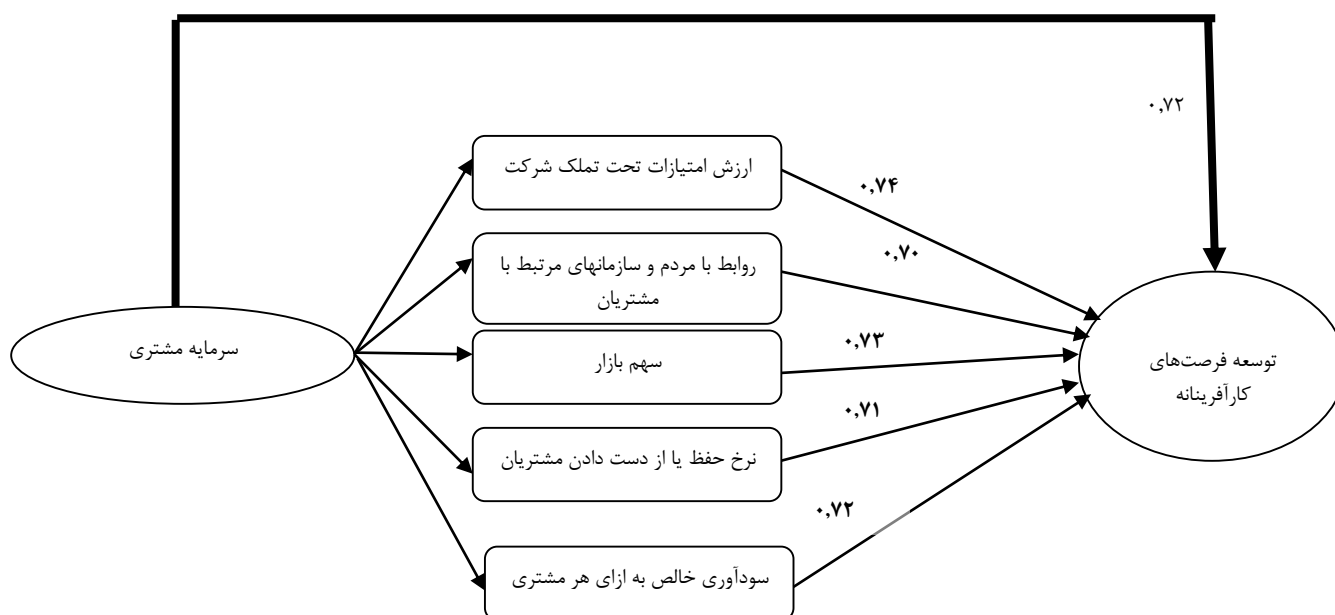 ۰,۷۲
ارزش امتیازات تحت تملک شرکت
۰,۷۴
روابط با مردم و سازمانهای مرتبط با
مشتریان
۰,۷۰
سرمایه مشتری
سهم بازار
۰,۷۳
توسعه فرصت‌های
کارآفرینانه
نرخ حفظ یا از دست دادن مشتریان
۰,۷۱
سودآوری خالص به ازای هر مشتری
۰,۷۲